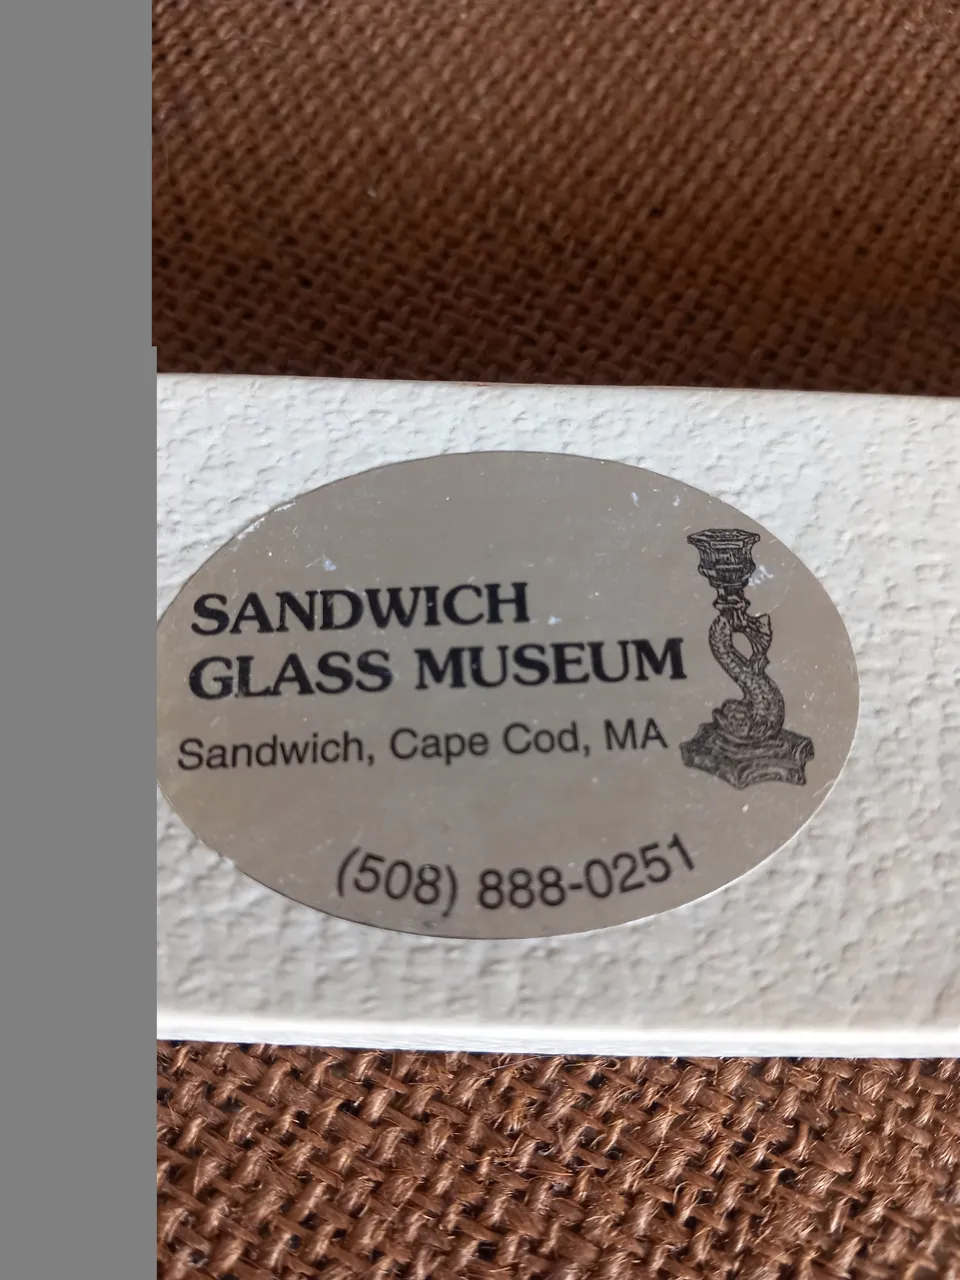 SANDWICH
GLASS MUSEUM
Sandwich, Cape Cod, MA
(508) 888-0251